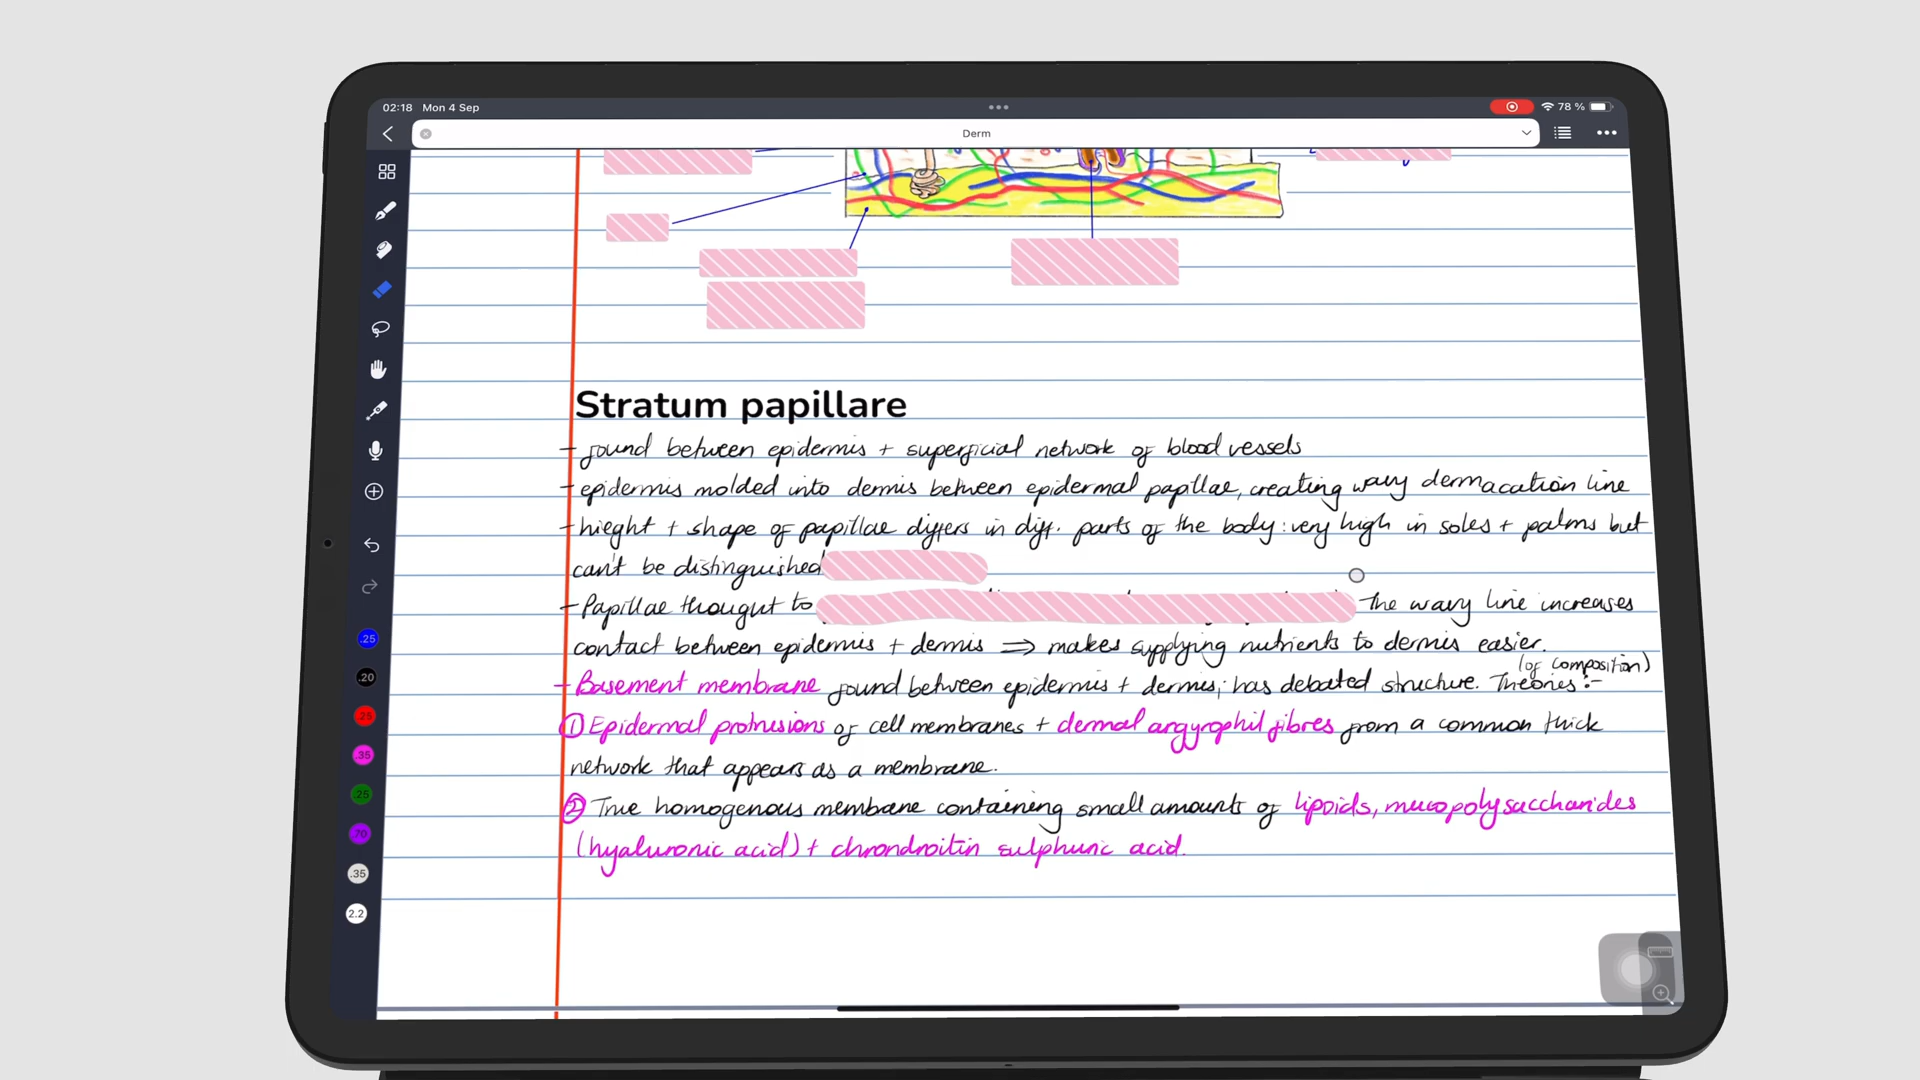 02:18 Mon 4 Sep
78 %
Derm
Stratum papillare
- found between epidermis + superficial network of blood vessels
- epidermis molded into dermis between epidermal papillae, creating wavy dermacation line
- hieght + shape of papillae differs in diff. parts of the body: very high in soles + palms but
can't be distinguished
- Papillae thought to The wavy line increases
contact between epidemis + dermis ⇒ makes supplying nutrients to dermis easier.
(of composition)
- Basement membrane found between epidermis + dermis; has debated structure. Theories:-
① Epidermal protrusions of cell membranes + dermal argyrophil fibres from a common thick
network that appears as a membrane.
② True homogenous membrane containing small amounts of lipoids, mucopolysaccharides
(hyaluronic acid) + chrondroitin sulphuric acid.
.25
.20
.25
.35
.25
.70
.35
2.2